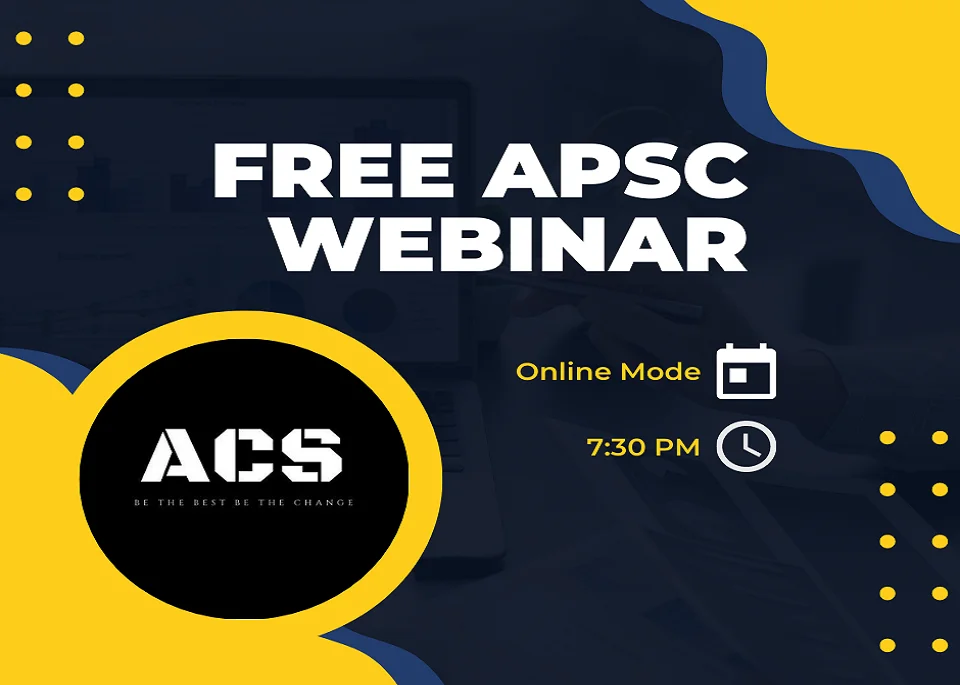 FREE APSC
WEBINAR
Online Mode
7:30 PM
ACS
BE THE BEST BE THE CHANGE